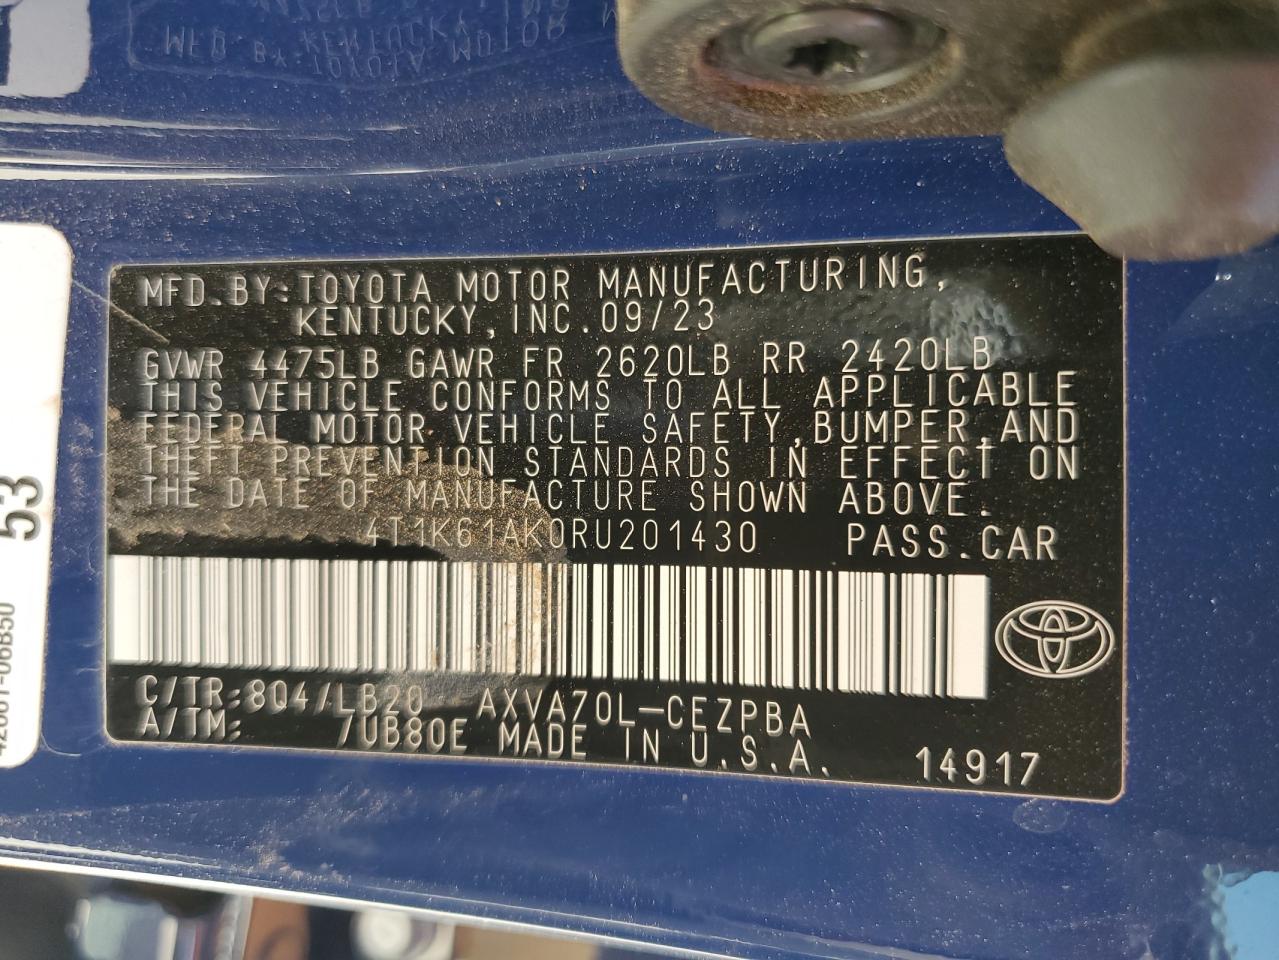 MFD.BY:TOYOTA MOTOR MANUFACTURING,
KENTUCKY,INC.09/23
GVWR 4475LB GAWR FR 2620LB RR 2420LB
THIS VEHICLE CONFORMS TO ALL APPLICABLE
FEDERAL MOTOR VEHICLE SAFETY,BUMPER,AND
THEFT PREVENTION STANDARDS IN EFFECT ON
THE DATE OF MANUFACTURE SHOWN ABOVE.
4T1K61AK0RU201430 PASS.CAR
C/TR:8Q4/LB20 AXVA70L-CEZPBA
A/TM: /UB80E MADE IN U.S.A.
14917
53